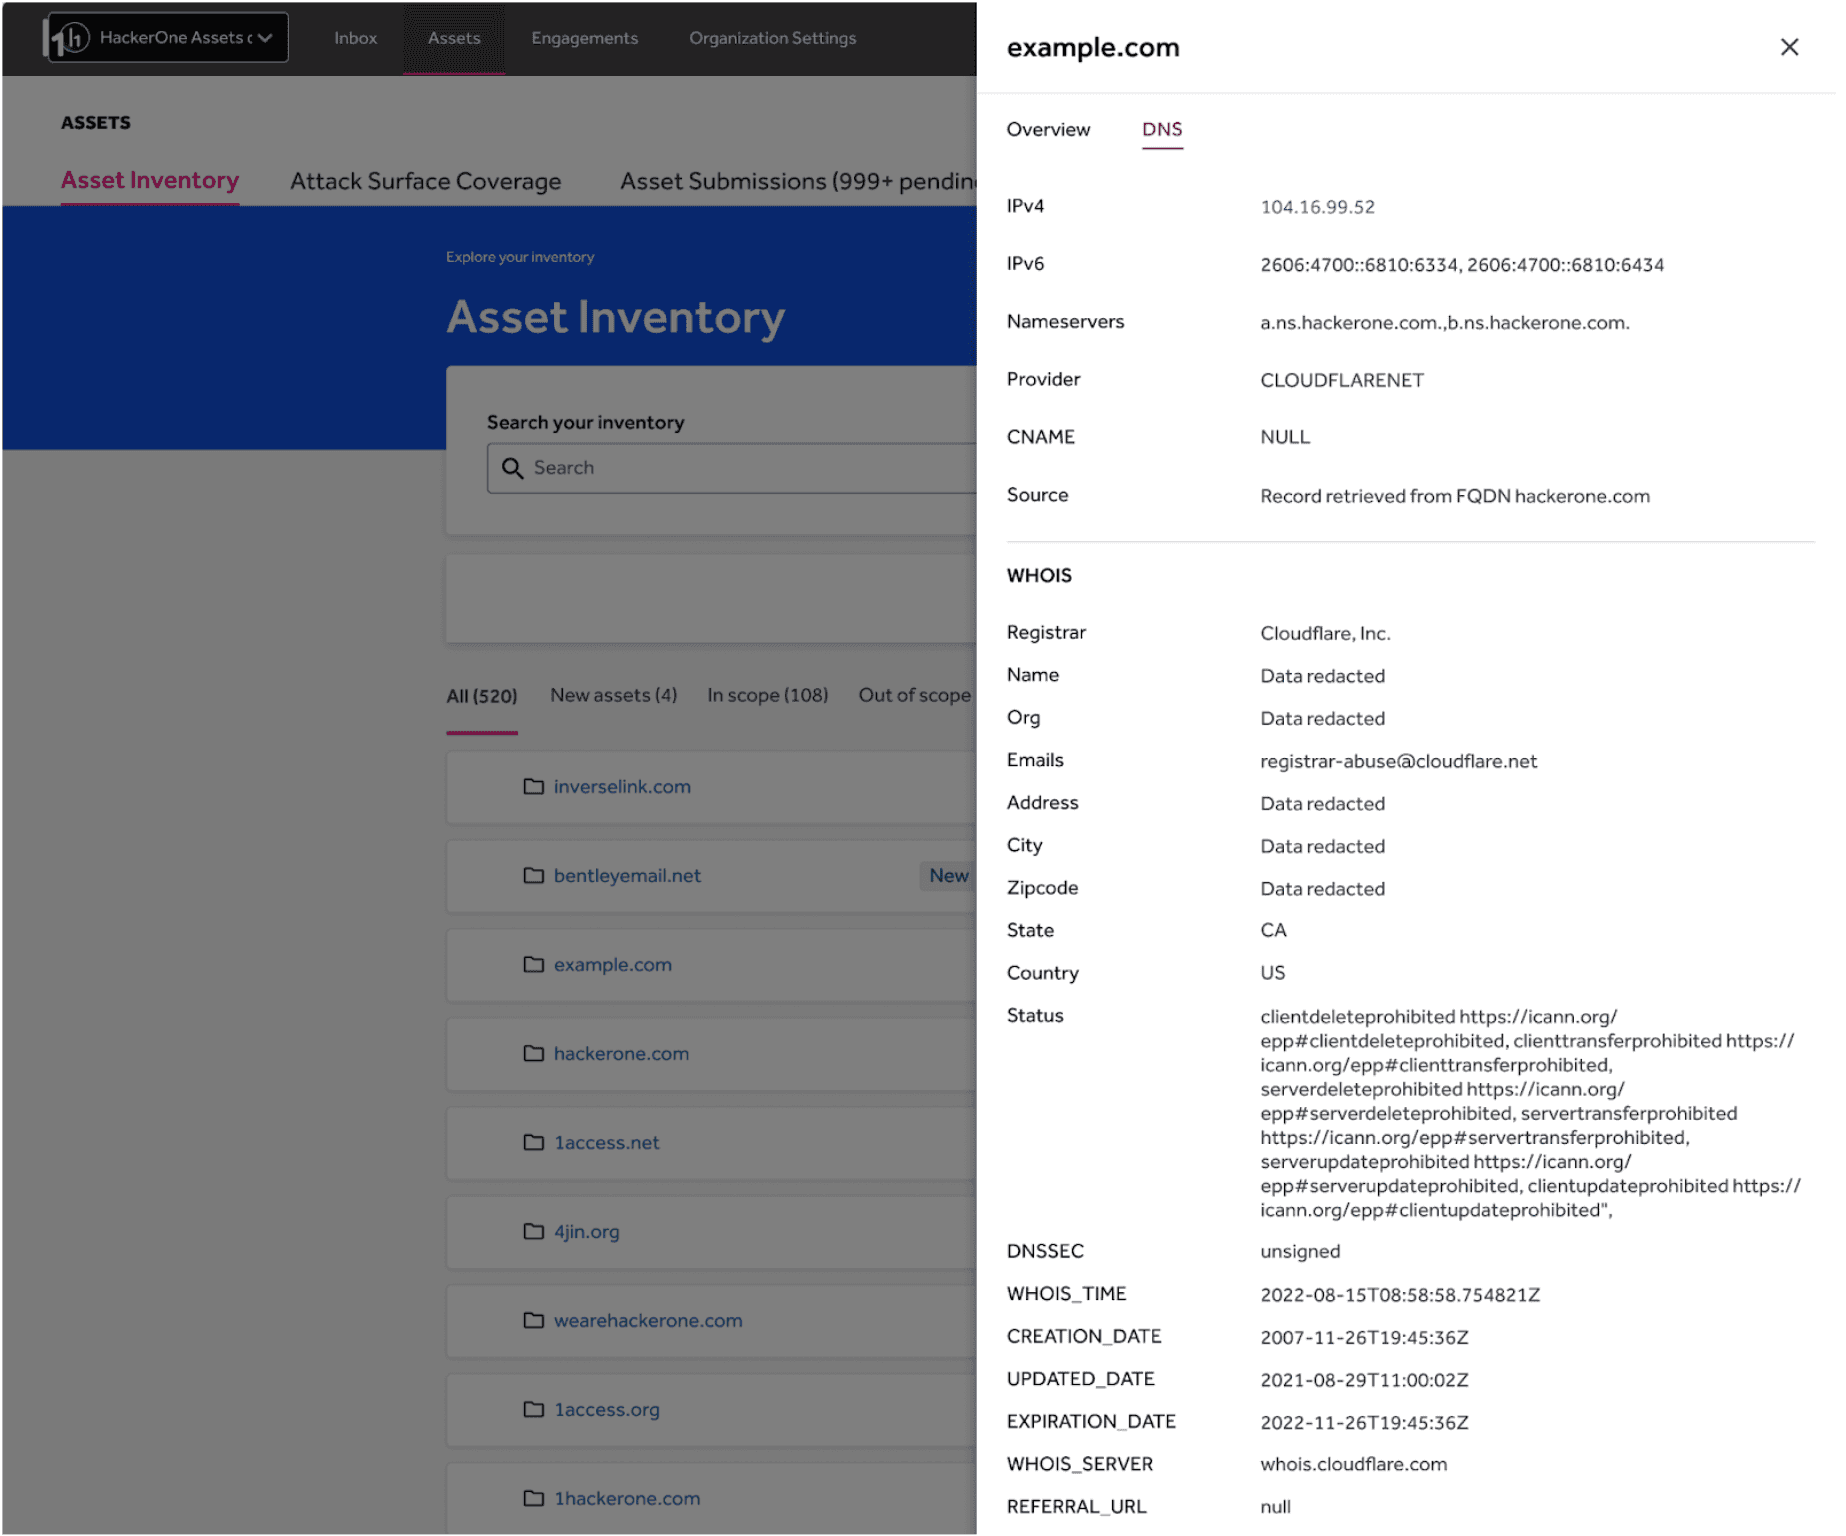 HackerOne Assets
Inbox
Assets
Engagements
Organization Settings
ASSETS
Asset Inventory
Attack Surface Coverage
Asset Submissions (999+ pending
Explore your inventory
Asset Inventory
Search your inventory
Search
All (520)
New assets (4)
In scope (108)
Out of scope
inverselink.com
bentleyemail.net
New
example.com
hackerone.com
1access.net
4jin.org
wearehackerone.com
1access.org
1hackerone.com
example.com
Overview
DNS
IPv4 104.16.99.52
IPv6 2606:4700::6810:6334, 2606:4700::6810:6434
Nameservers a.ns.hackerone.com.,b.ns.hackerone.com.
Provider CLOUDFLARENET
CNAME NULL
Source Record retrieved from FQDN hackerone.com
WHOIS
Registrar Cloudflare, Inc.
Name Data redacted
Org Data redacted
Emails registrar-abuse@cloudflare.net
Address Data redacted
City Data redacted
Zipcode Data redacted
State CA
Country US
Status clientdeleteprohibited https://icann.org/
epp#clientdeleteprohibited, clienttransferprohibited https://
icann.org/epp#clienttransferprohibited,
serverdeleteprohibited https://icann.org/
epp#serverdeleteprohibited, servertransferprohibited
https://icann.org/epp#servertransferprohibited,
serverupdateprohibited https://icann.org/
epp#serverupdateprohibited, clientupdateprohibited https://
icann.org/epp#clientupdateprohibited",
DNSSEC unsigned
WHOIS_TIME 2022-08-15T08:58:58.754821Z
CREATION_DATE 2007-11-26T19:45:36Z
UPDATED_DATE 2021-08-29T11:00:02Z
EXPIRATION_DATE 2022-11-26T19:45:36Z
WHOIS_SERVER whois.cloudflare.com
REFERRAL_URL null